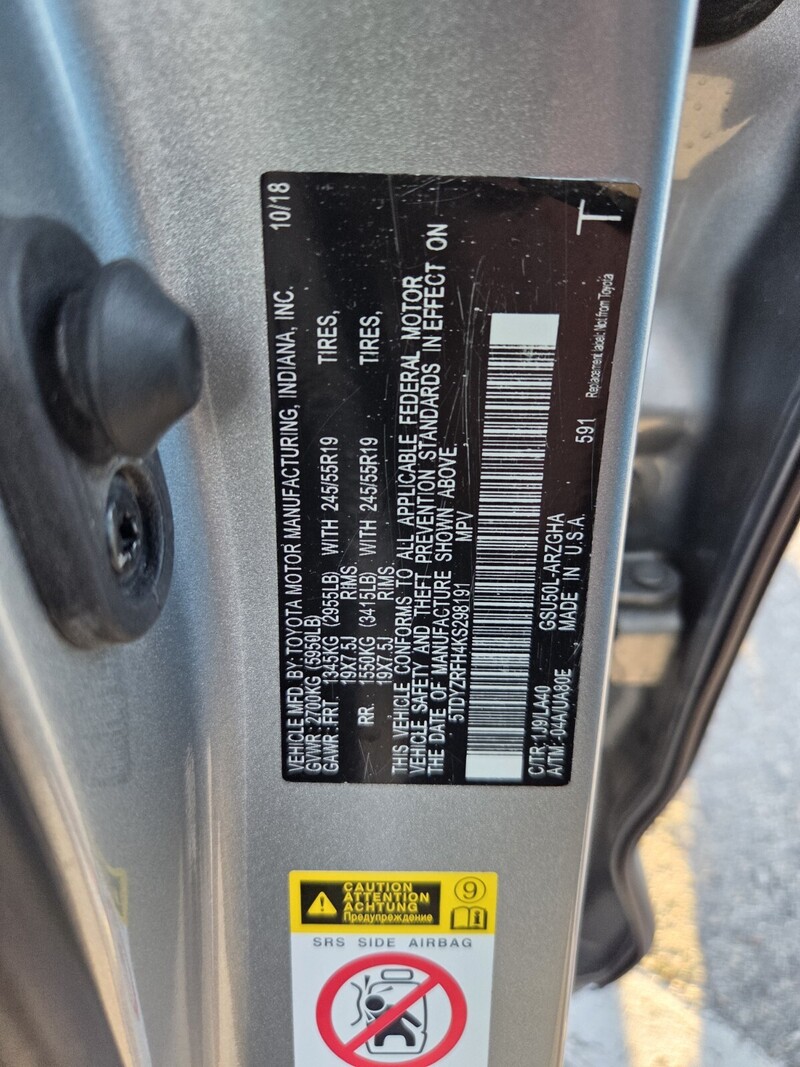 VEHICLE MFD BY: TOYOTA MOTOR MANUFACTURING, INDIANA, INC. 10/18
GVWR: 2700KG (5950LB)
GAWR: FRT 1345KG (2955LB) WITH 245/55R19 TIRES,
19X7.5J RIMS
RR. 1550KG (3415LB) WITH 245/55R19 TIRES,
19X7.5J RIMS.
THIS VEHICLE CONFORMS TO ALL APPLICABLE FEDERAL MOTOR
VEHICLE SAFETY AND THEFT PREVENTION STANDARDS IN EFFECT ON
THE DATE OF MANUFACTURE SHOWN ABOVE
5TDYZRFH4KS298191 MPV
C/TR: 1J9/LA40 GSU50L-ARZGHA 591 Replacement label: Not from Toyota T
A/TM: -04A/UA80E MADE IN U.S.A.
CAUTION
ATTENTION
ACHTUNG
Предупреждение
9
SRS SIDE AIRBAG